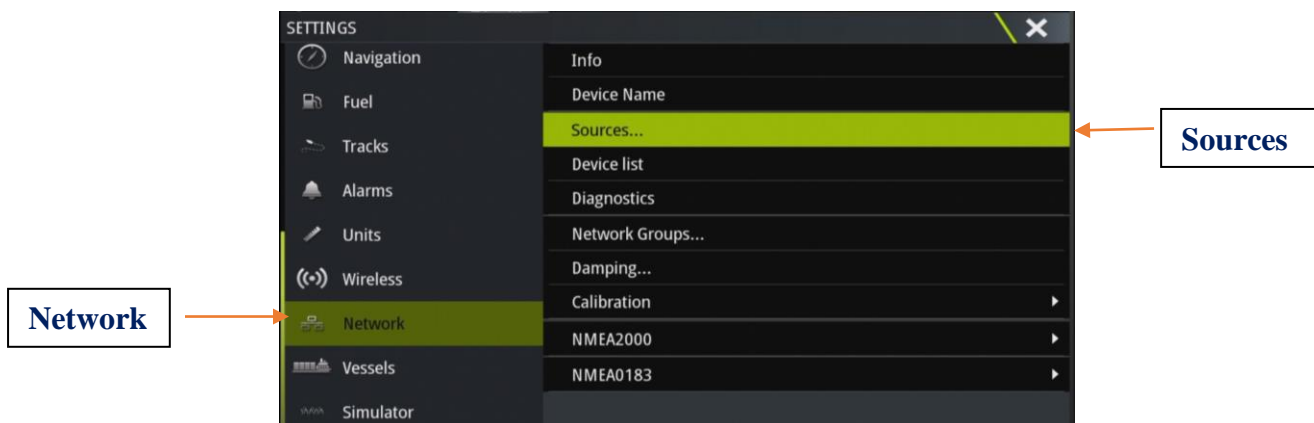 SETTINGS
Navigation
Fuel
Tracks
Alarms
Units
Wireless
Network
Vessels
Simulator
Info
Device Name
Sources...
Device list
Diagnostics
Network Groups...
Damping...
Calibration
NMEA2000
NMEA0183
Network
Sources